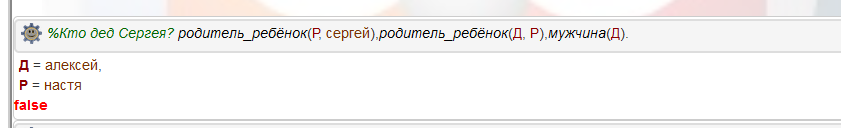 %Кто дед Сергея? родитель_ребёнок(Р, сергей),родитель_ребёнок(Д, Р),мужчина(Д).
Д = алексей,
Р = настя
false